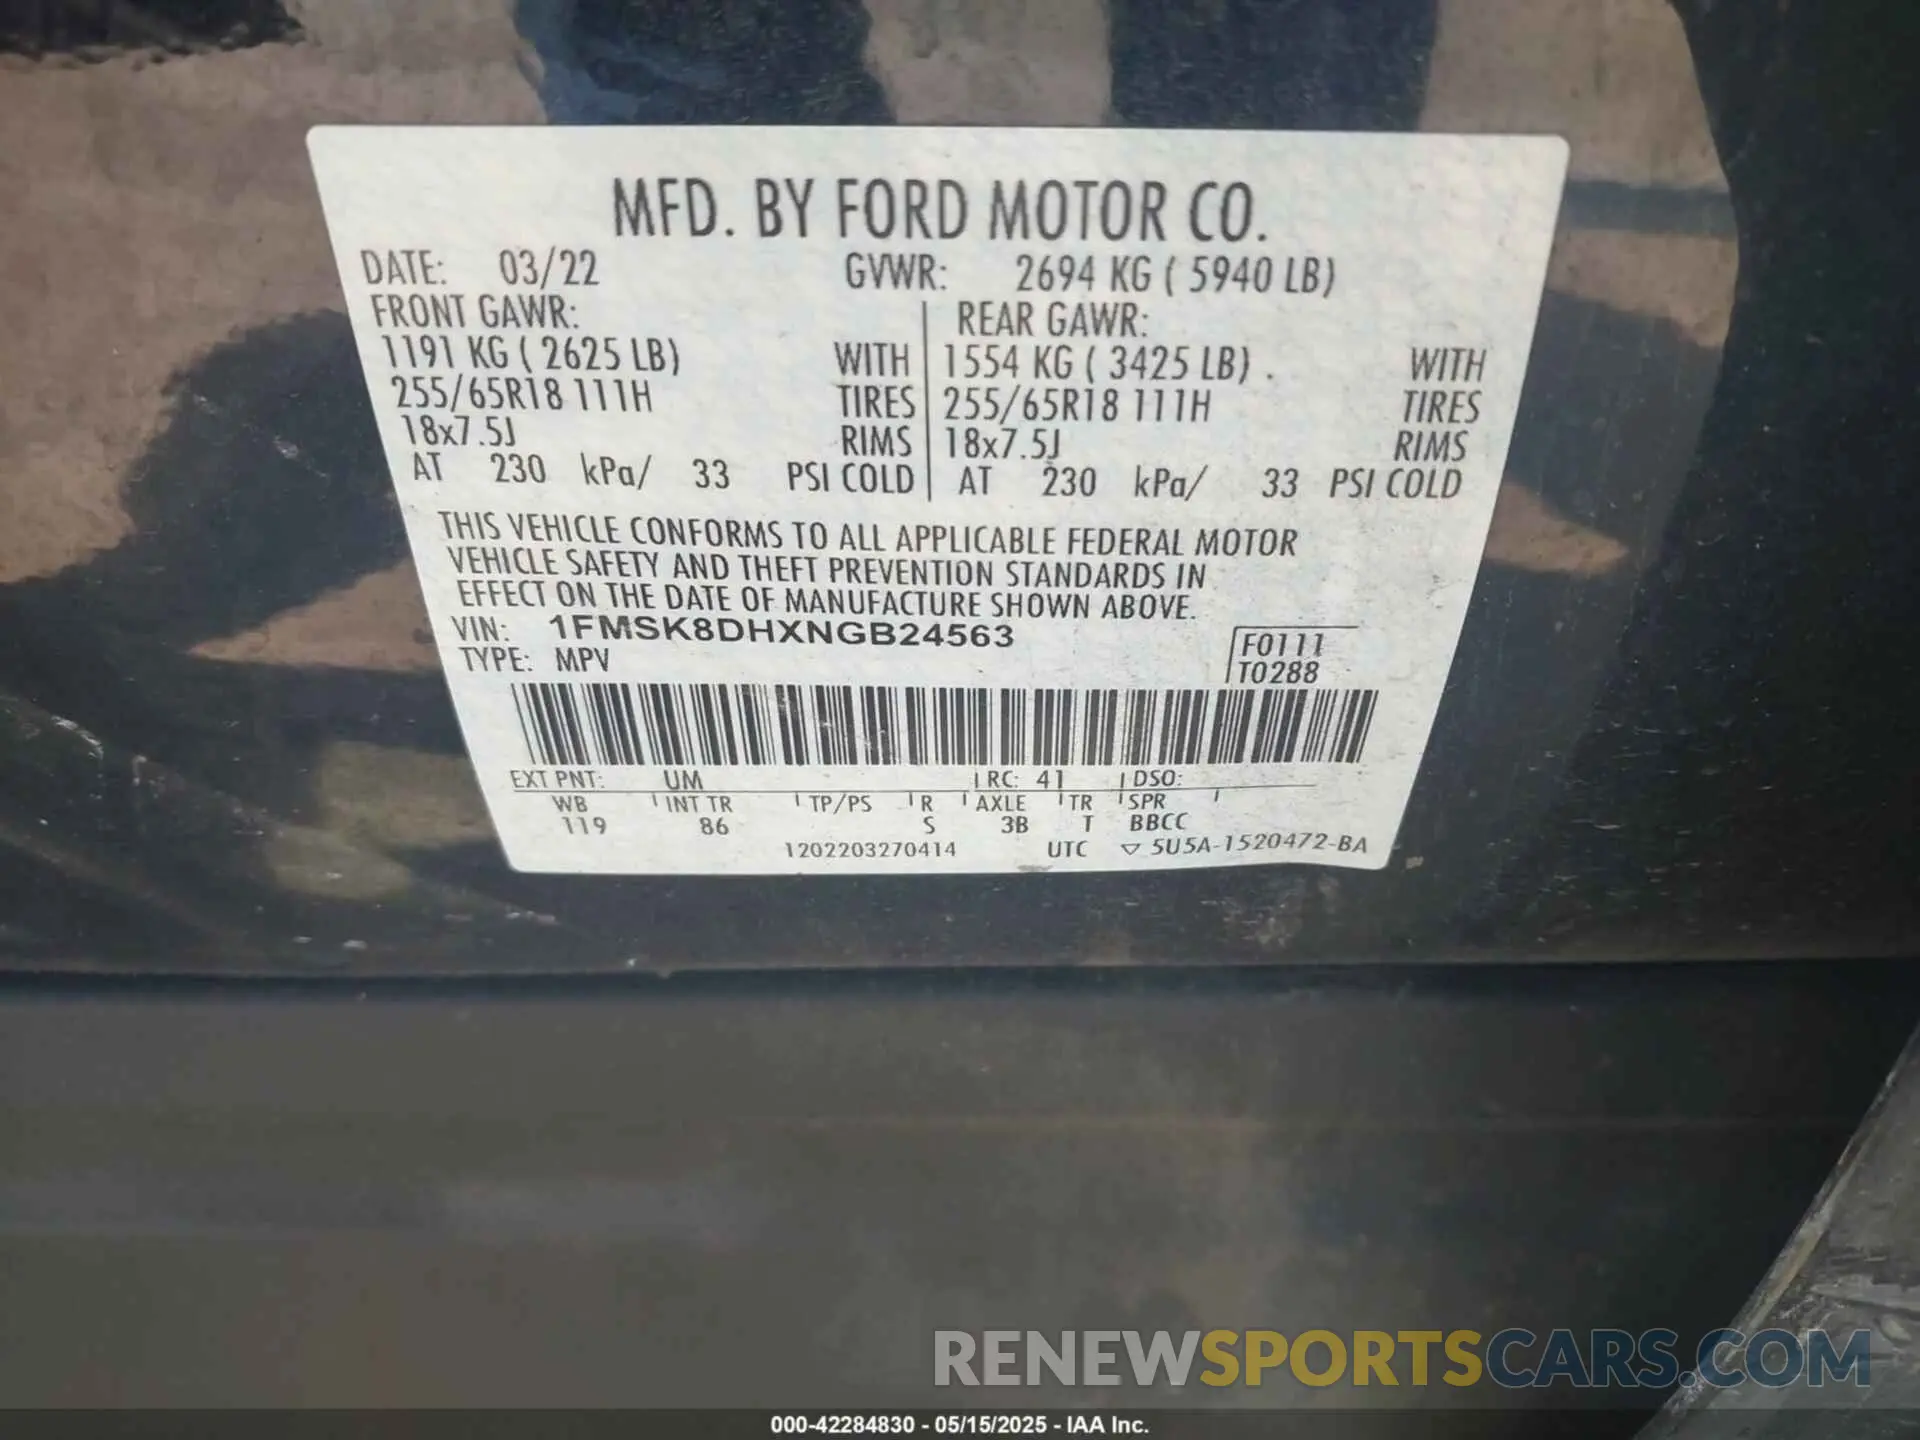 MFD. BY FORD MOTOR CO.
DATE: 03/22 GVWR: 2694 KG ( 5940 LB)
FRONT GAWR: REAR GAWR:
1191 KG ( 2625 LB) WITH 1554 KG ( 3425 LB) . WITH
255/65R18 111H TIRES 255/65R18 111H TIRES
18x7.5J RIMS 18x7.5J RIMS
AT 230 kPa/ 33 PSI COLD AT 230 kPa/ 33 PSI COLD
THIS VEHICLE CONFORMS TO ALL APPLICABLE FEDERAL MOTOR
VEHICLE SAFETY AND THEFT PREVENTION STANDARDS IN
EFFECT ON THE DATE OF MANUFACTURE SHOWN ABOVE.
VIN: 1FMSK8DHXNGB24563 F0111
TYPE: MPV T0288
EXT PNT: UM RC: 41 DSO:
WB INT TR TP/PS R AXLE TR SPR
119 86 S 3B T BBCC
1202203270414 UTC ▽ 5U5A-1520472-BA
RENEWSPORTSCARS.COM
000-42284830 - 05/15/2025 - IAA Inc.